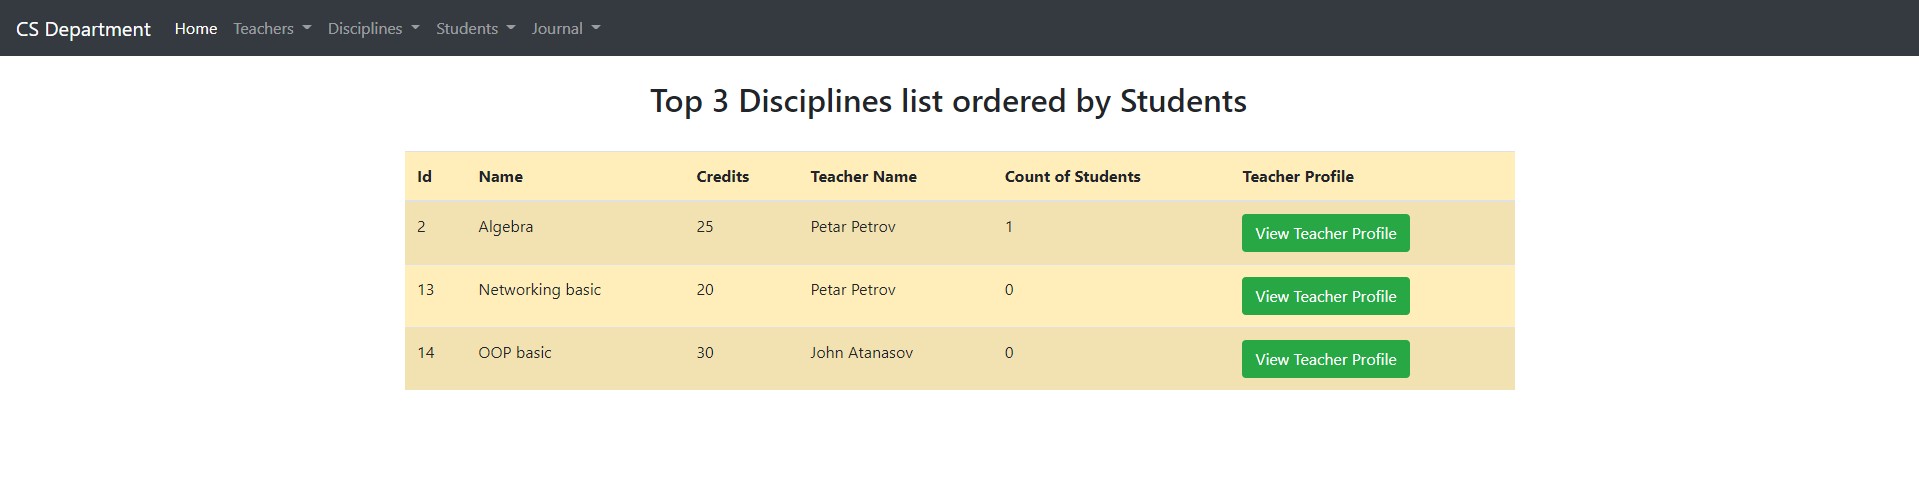 CS Department Home Teachers Disciplines Students Journal
Top 3 Disciplines list ordered by Students
Id Name Credits Teacher Name Count of Students Teacher Profile
2 Algebra 25 Petar Petrov 1 View Teacher Profile
13 Networking basic 20 Petar Petrov 0 View Teacher Profile
14 OOP basic 30 John Atanasov 0 View Teacher Profile